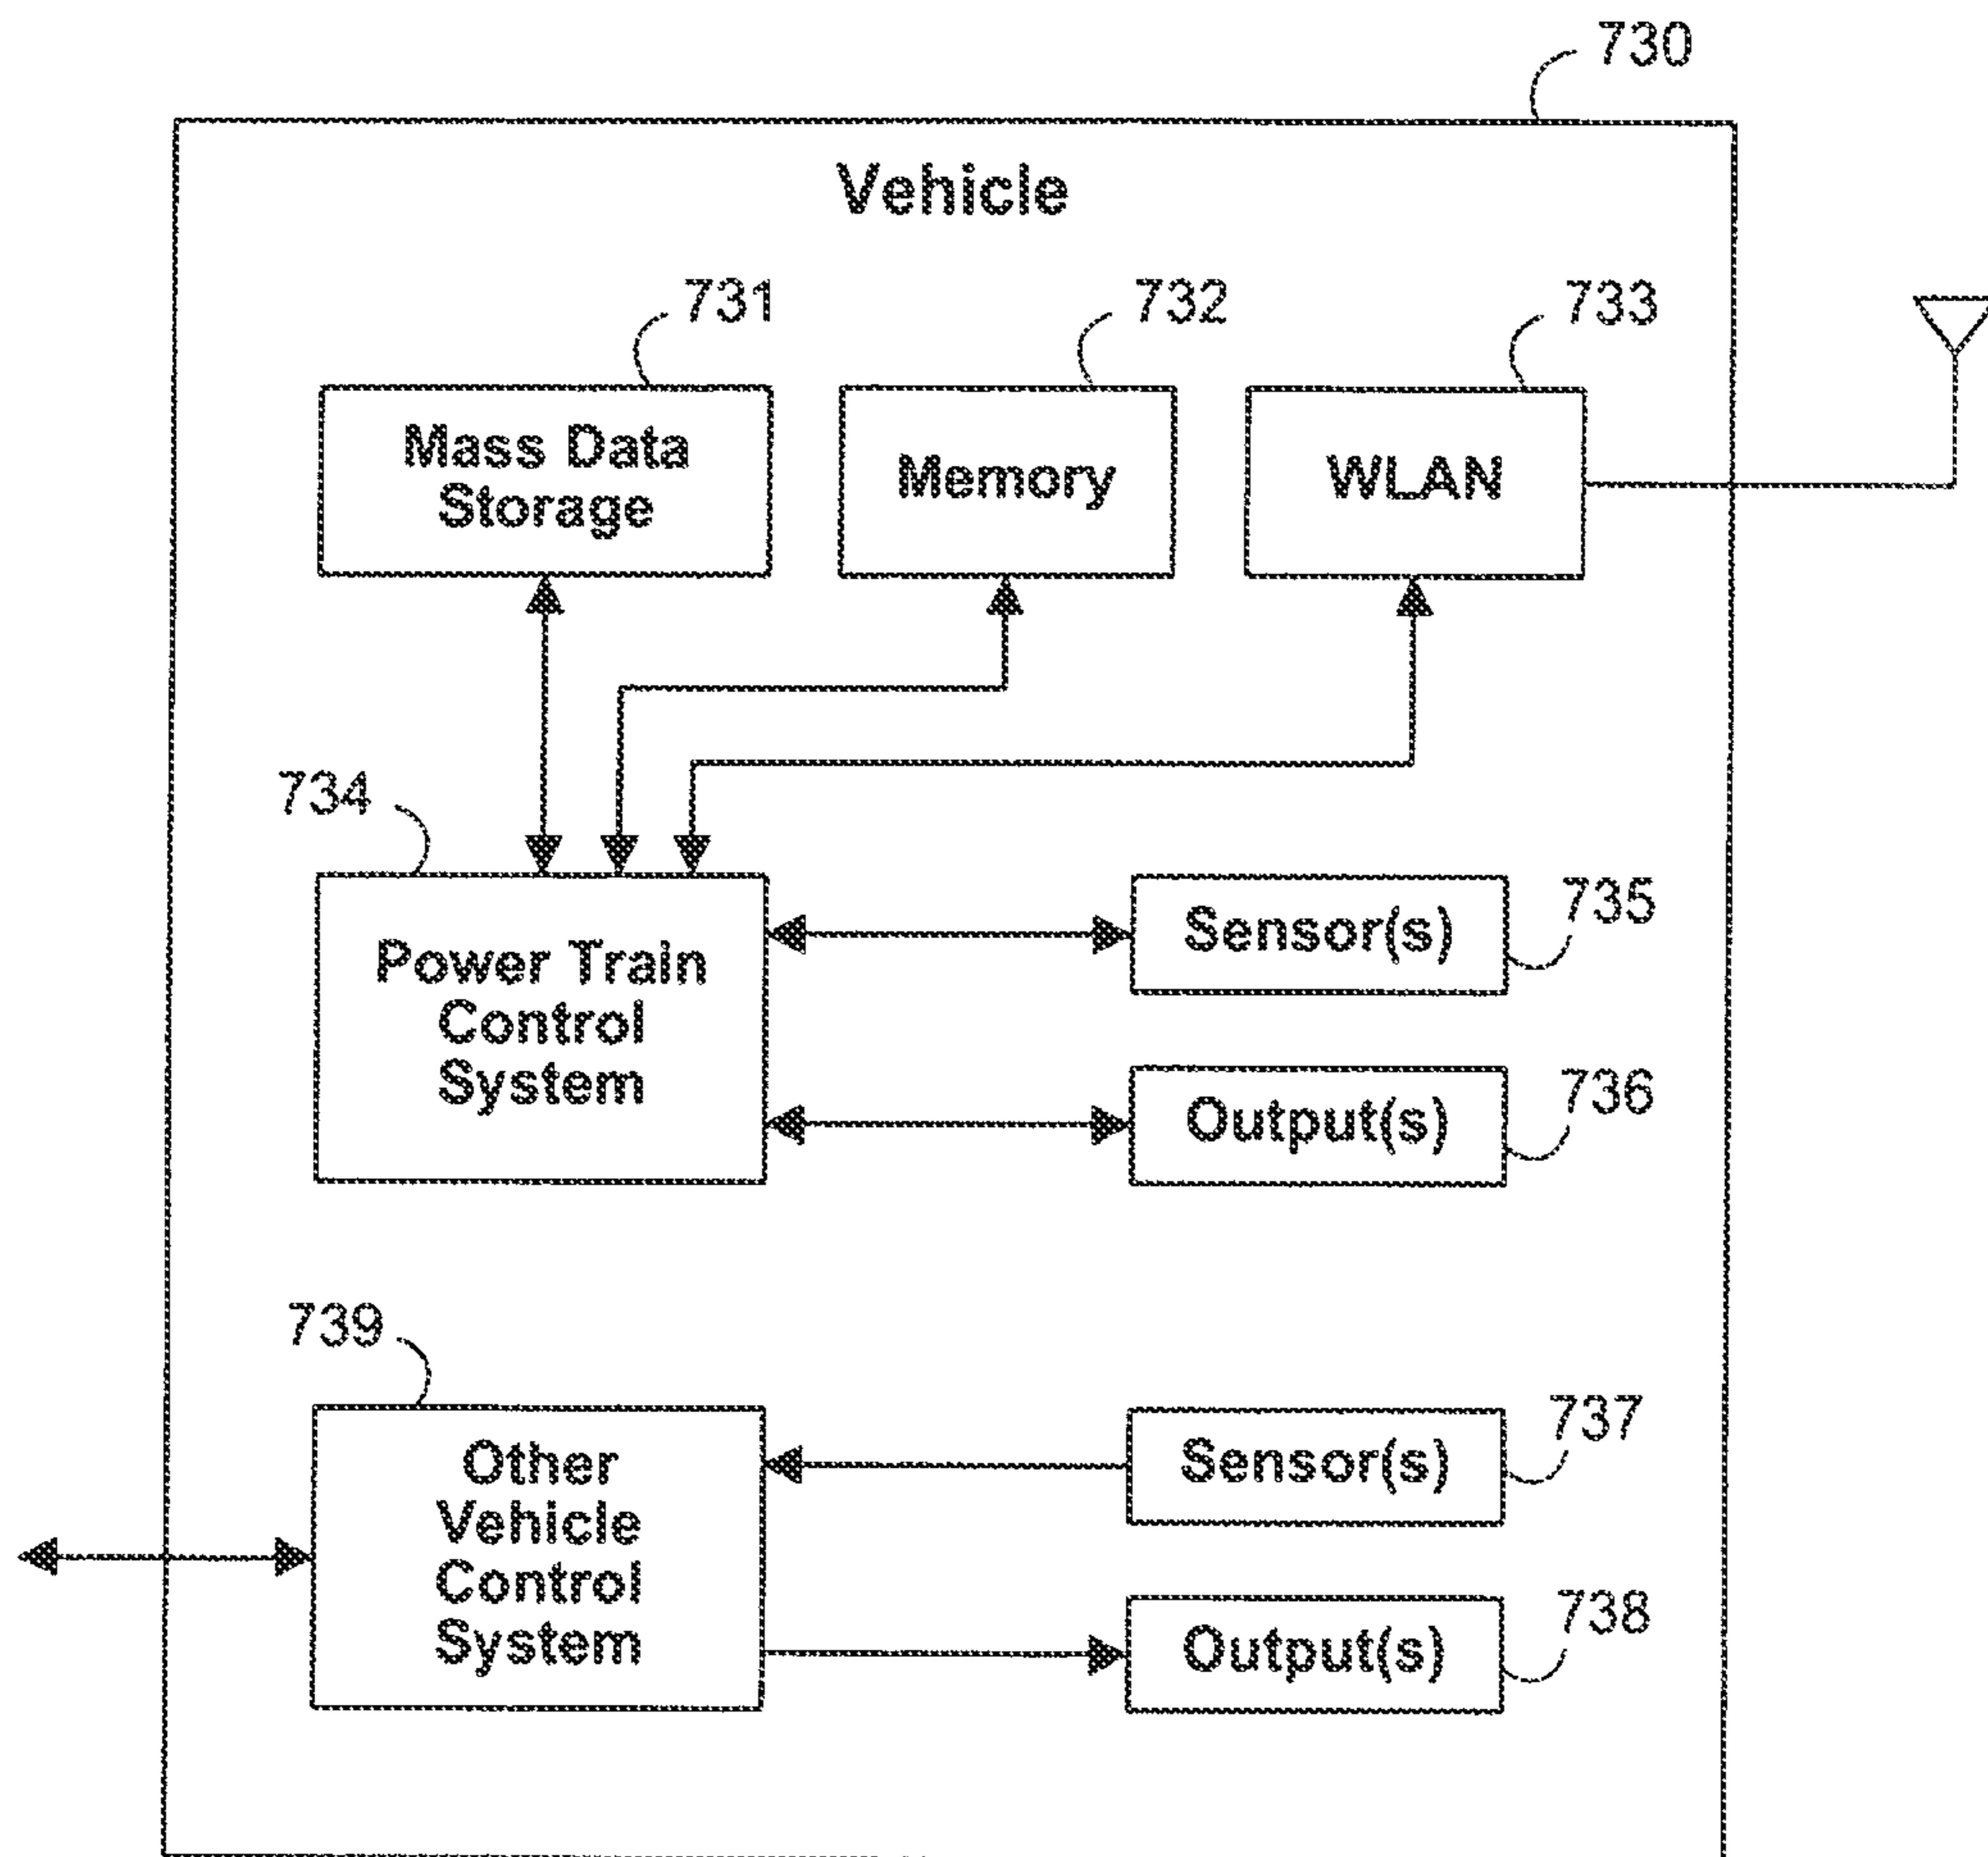 730
Vehicle
731
732
733
Mass Data
Storage
Memory
WLAN
734
Power Train
Control
System
Sensor(s)
735
Output(s)
736
739
Other
Vehicle
Control
System
Sensor(s)
737
Output(s)
738